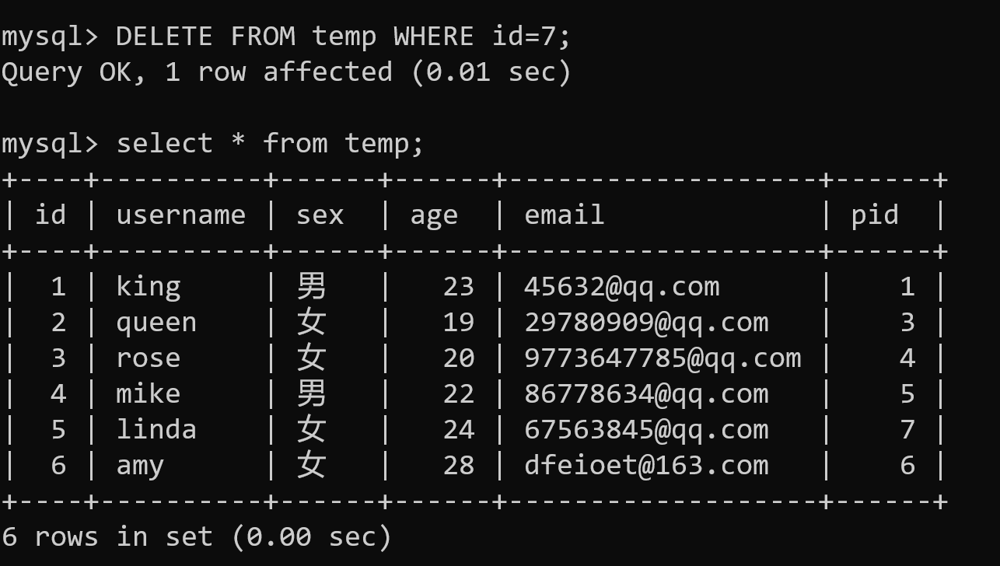 mysql> DELETE FROM temp WHERE id=7;
Query OK, 1 row affected (0.01 sec)

mysql> select * from temp;
+----+----------+------+------+-------------------+------+
| id | username | sex  | age  | email             | pid  |
+----+----------+------+------+-------------------+------+
|  1 | king     | 男   |   23 | 45632@qq.com      |    1 |
|  2 | queen    | 女   |   19 | 29780909@qq.com   |    3 |
|  3 | rose     | 女   |   20 | 9773647785@qq.com |    4 |
|  4 | mike     | 男   |   22 | 86778634@qq.com   |    5 |
|  5 | linda    | 女   |   24 | 67563845@qq.com   |    7 |
|  6 | amy      | 女   |   28 | dfeioet@163.com   |    6 |
+----+----------+------+------+-------------------+------+
6 rows in set (0.00 sec)